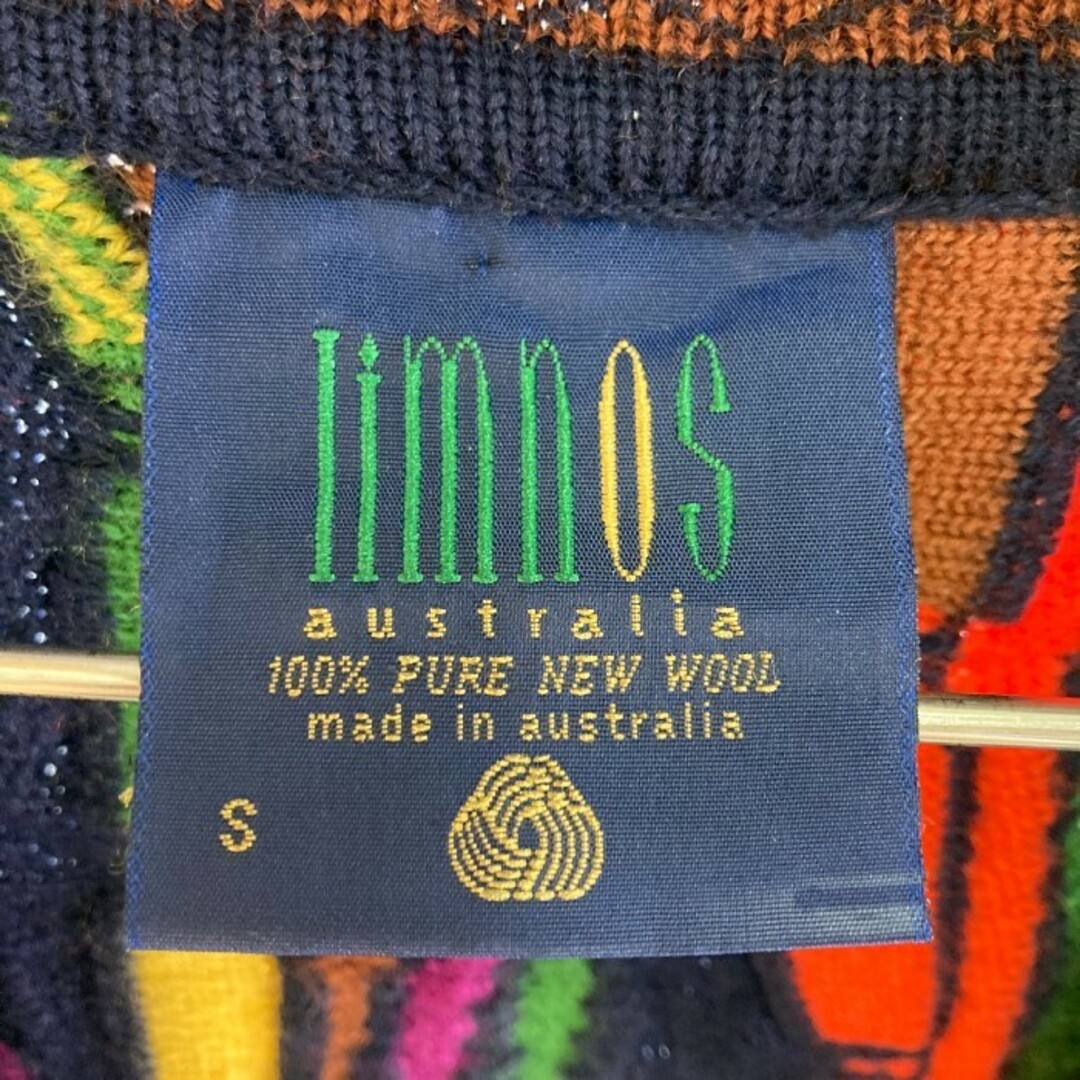 limnos
australia
100% PURE NEW WOOL
made in australia
S